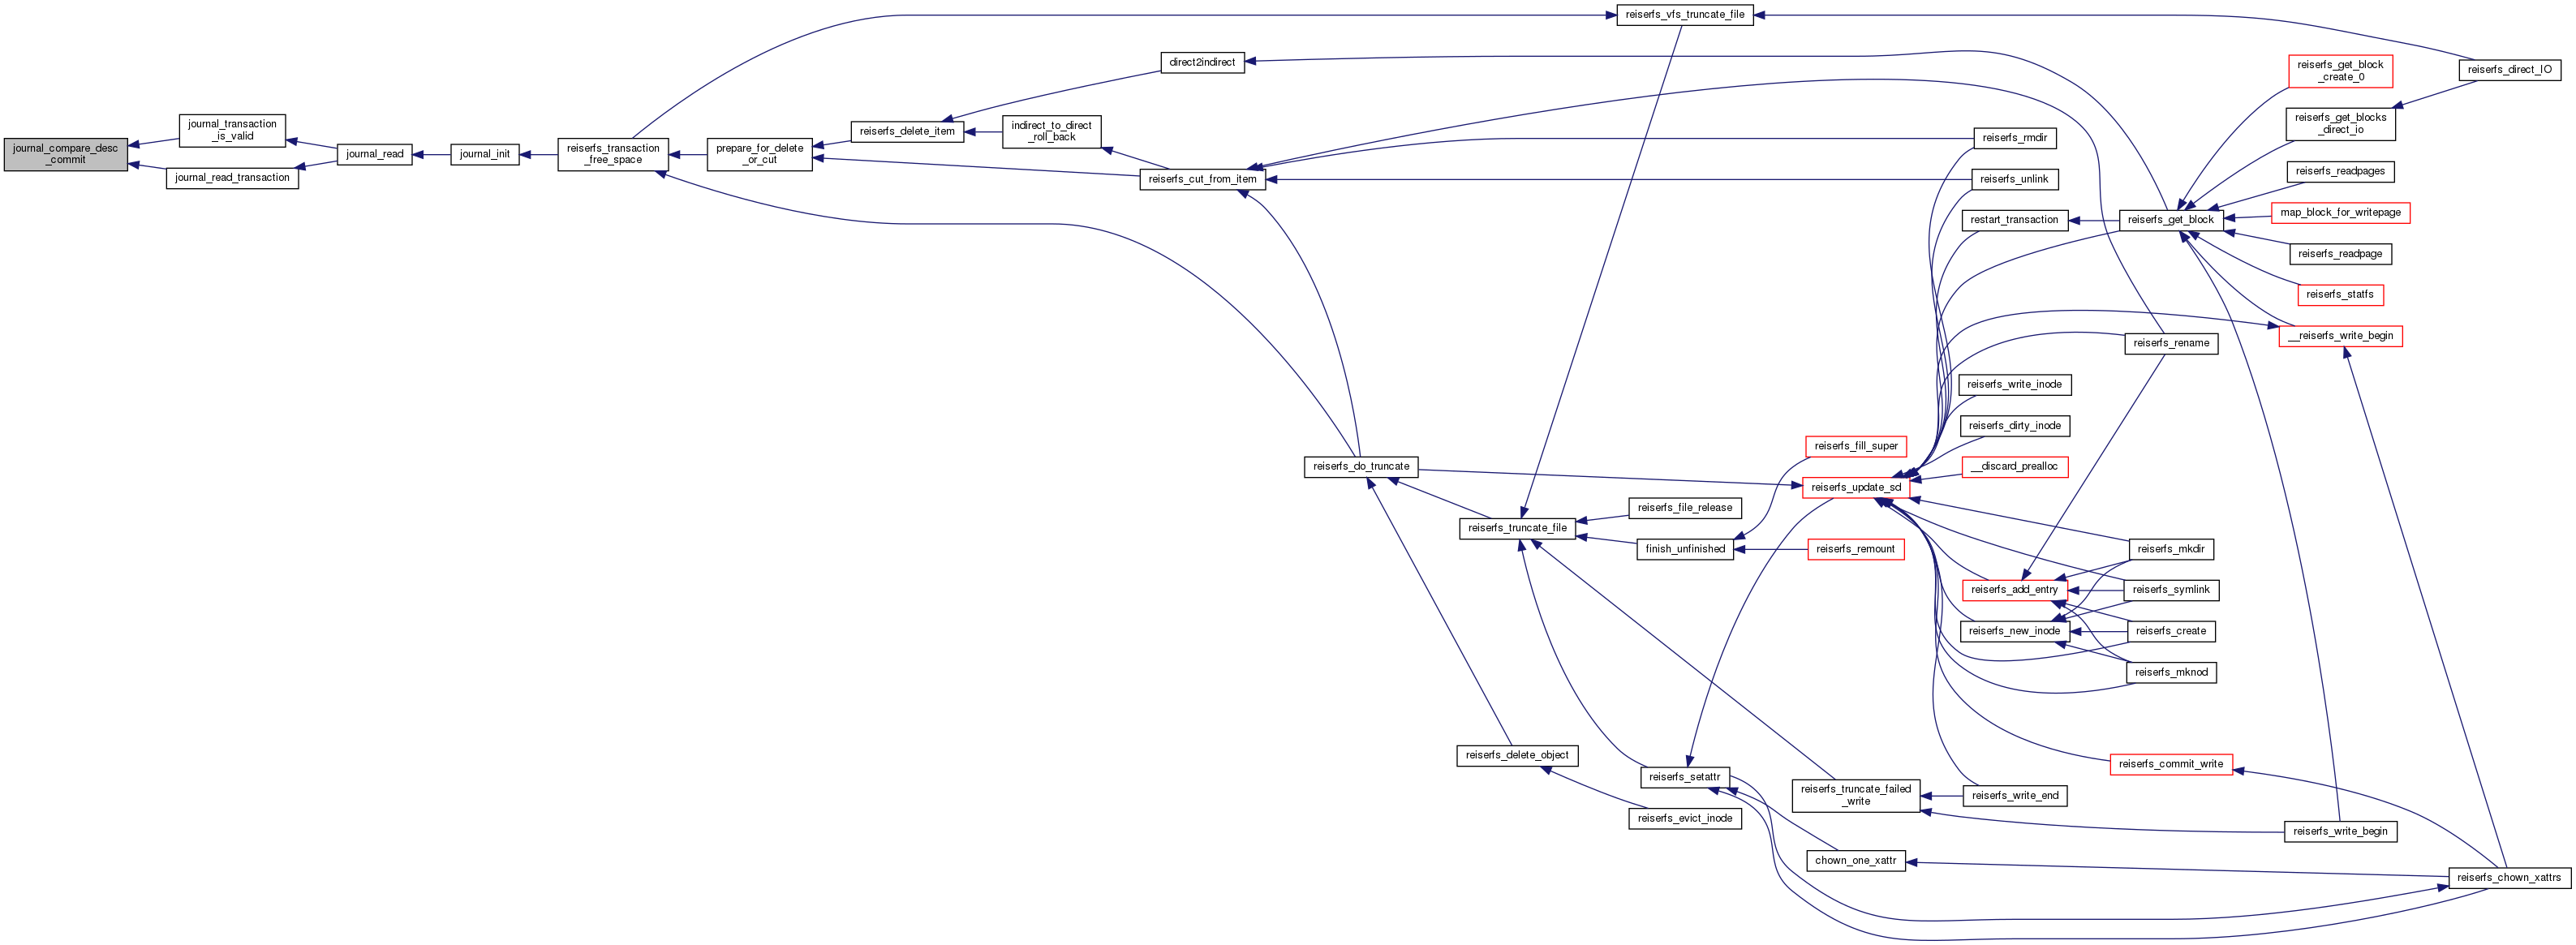 journal_compare_desc
_commit
journal_transaction
_is_valid
journal_read_transaction
journal_read
journal_init
reiserfs_transaction
_free_space
prepare_for_delete
_or_cut
reiserfs_delete_item
indirect_to_direct
_roll_back
direct2indirect
reiserfs_cut_from_item
reiserfs_do_truncate
reiserfs_vfs_truncate_file
reiserfs_truncate_file
reiserfs_file_release
finish_unfinished
reiserfs_fill_super
reiserfs_remount
reiserfs_delete_object
reiserfs_evict_inode
reiserfs_setattr
reiserfs_truncate_failed
_write
chown_one_xattr
reiserfs_update_sd
reiserfs_rmdir
reiserfs_unlink
restart_transaction
reiserfs_get_block
reiserfs_rename
reiserfs_write_inode
reiserfs_dirty_inode
__discard_prealloc
reiserfs_add_entry
reiserfs_new_inode
reiserfs_mkdir
reiserfs_symlink
reiserfs_create
reiserfs_mknod
reiserfs_commit_write
reiserfs_write_end
reiserfs_get_block
_create_0
reiserfs_direct_IO
reiserfs_get_blocks
_direct_io
reiserfs_readpages
map_block_for_writepage
reiserfs_readpage
reiserfs_statfs
__reiserfs_write_begin
reiserfs_write_begin
reiserfs_chown_xattrs